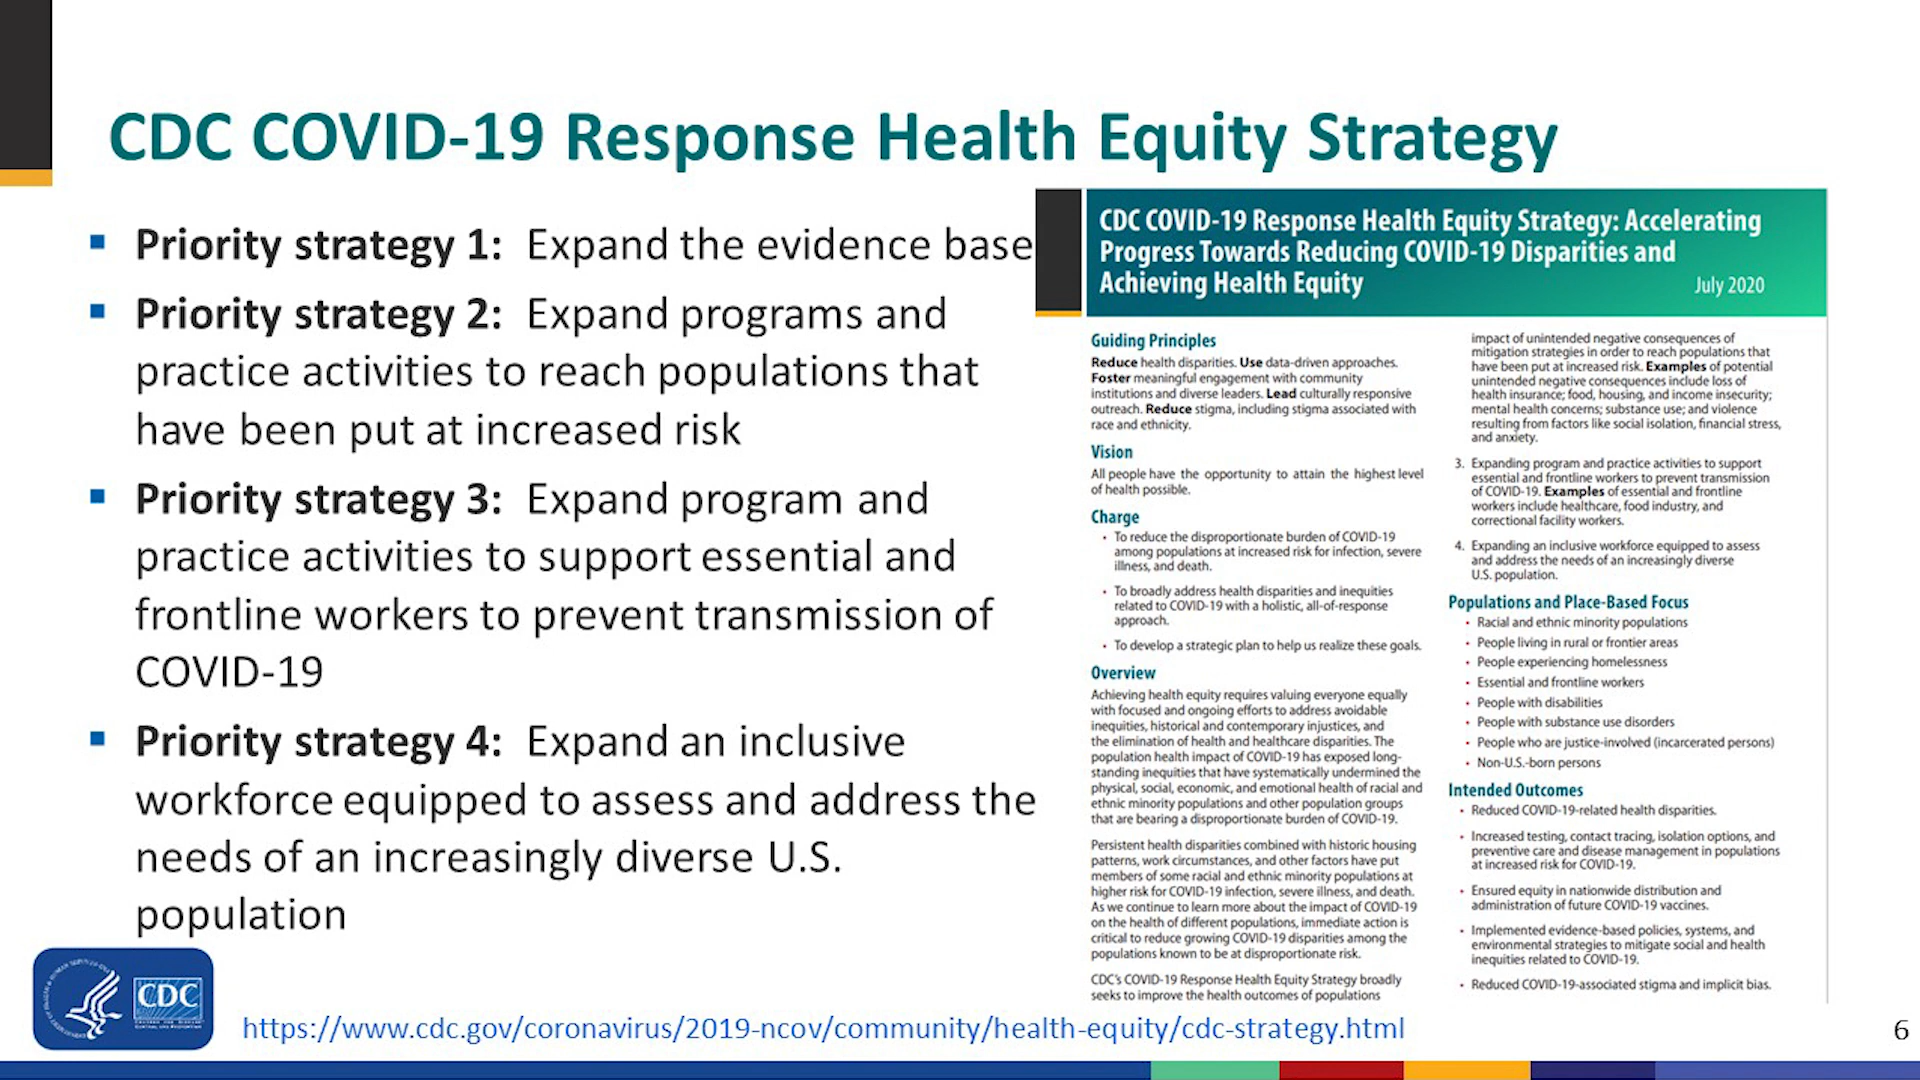 CDC COVID-19 Response Health Equity Strategy
▪ Priority strategy 1: Expand the evidence base
▪ Priority strategy 2: Expand programs and
practice activities to reach populations that
have been put at increased risk
▪ Priority strategy 3: Expand program and
practice activities to support essential and
frontline workers to prevent transmission of
COVID-19
▪ Priority strategy 4: Expand an inclusive
workforce equipped to assess and address the
needs of an increasingly diverse U.S.
population
CDC COVID-19 Response Health Equity Strategy: Accelerating
Progress Towards Reducing COVID-19 Disparities and
Achieving Health Equity
July 2020
Guiding Principles
Reduce health disparities. Use data-driven approaches.
Foster meaningful engagement with community
institutions and diverse leaders. Lead culturally responsive
outreach. Reduce stigma, including stigma associated with
race and ethnicity.
Vision
All people have the opportunity to attain the highest level
of health possible.
Charge
• To reduce the disproportionate burden of COVID-19
among populations at increased risk for infection, severe
illness, and death.
• To broadly address health disparities and inequities
related to COVID-19 with a holistic, all-of-response
approach.
• To develop a strategic plan to help us realize these goals.
Overview
Achieving health equity requires valuing everyone equally
with focused and ongoing efforts to address avoidable
inequities, historical and contemporary injustices, and
the elimination of health and healthcare disparities. The
population health impact of COVID-19 has exposed long-
standing inequities that have systematically undermined the
physical, social, economic, and emotional health of racial and
ethnic minority populations and other population groups
that are bearing a disproportionate burden of COVID-19.
Persistent health disparities combined with historic housing
patterns, work circumstances, and other factors have put
members of some racial and ethnic minority populations at
higher risk for COVID-19 infection, severe illness, and death.
As we continue to learn more about the impact of COVID-19
on the health of different populations, immediate action is
critical to reduce growing COVID-19 disparities among the
populations known to be at disproportionate risk.
CDC's COVID-19 Response Health Equity Strategy broadly
seeks to improve the health outcomes of populations
impact of unintended negative consequences of
mitigation strategies in order to reach populations that
have been put at increased risk. Examples of potential
unintended negative consequences include loss of
health insurance; food, housing, and income insecurity;
mental health concerns; substance use; and violence
resulting from factors like social isolation, financial stress,
and anxiety.
3. Expanding program and practice activities to support
essential and frontline workers to prevent transmission
of COVID-19. Examples of essential and frontline
workers include healthcare, food industry, and
correctional facility workers.
4. Expanding an inclusive workforce equipped to assess
and address the needs of an increasingly diverse
U.S. population.
Populations and Place-Based Focus
• Racial and ethnic minority populations
• People living in rural or frontier areas
• People experiencing homelessness
• Essential and frontline workers
• People with disabilities
• People with substance use disorders
• People who are justice-involved (incarcerated persons)
• Non-U.S.-born persons
Intended Outcomes
• Reduced COVID-19-related health disparities.
• Increased testing, contact tracing, isolation options, and
preventive care and disease management in populations
at increased risk for COVID-19.
• Ensured equity in nationwide distribution and
administration of future COVID-19 vaccines.
• Implemented evidence-based policies, systems, and
environmental strategies to mitigate social and health
inequities related to COVID-19.
• Reduced COVID-19-associated stigma and implicit bias.
CDC
https://www.cdc.gov/coronavirus/2019-ncov/community/health-equity/cdc-strategy.html
6